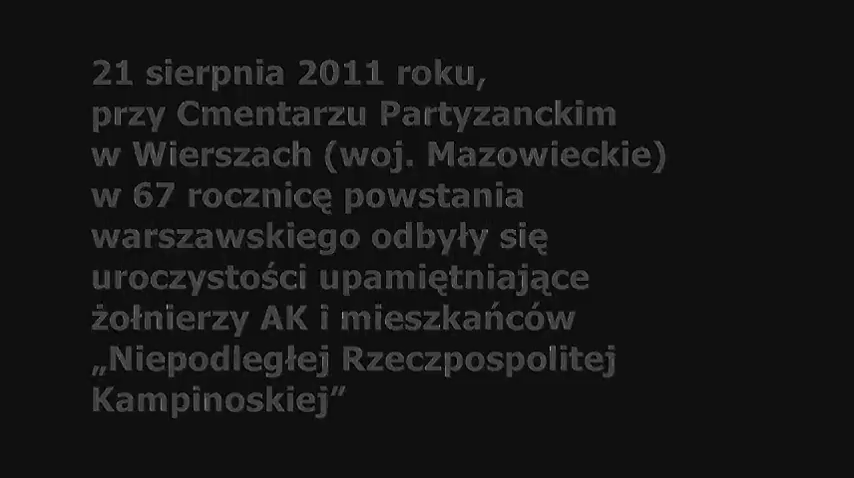 21 sierpnia 2011 roku,
przy Cmentarzu Partyzanckim
w Wierszach (woj. Mazowieckie)
w 67 rocznicę powstania
warszawskiego odbyły się
uroczystości upamiętniające
żołnierzy AK i mieszkańców
„Niepodległej Rzeczpospolitej
Kampinoskiej”